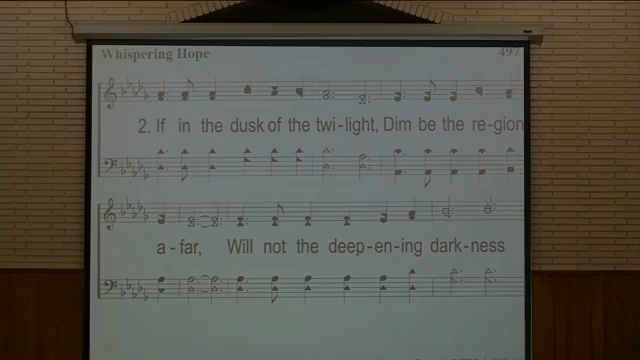 Whispering Hope 497
2. If in the dusk of the twi-light, Dim be the re-gion
a-far, Will not the deep-en-ing dark-ness